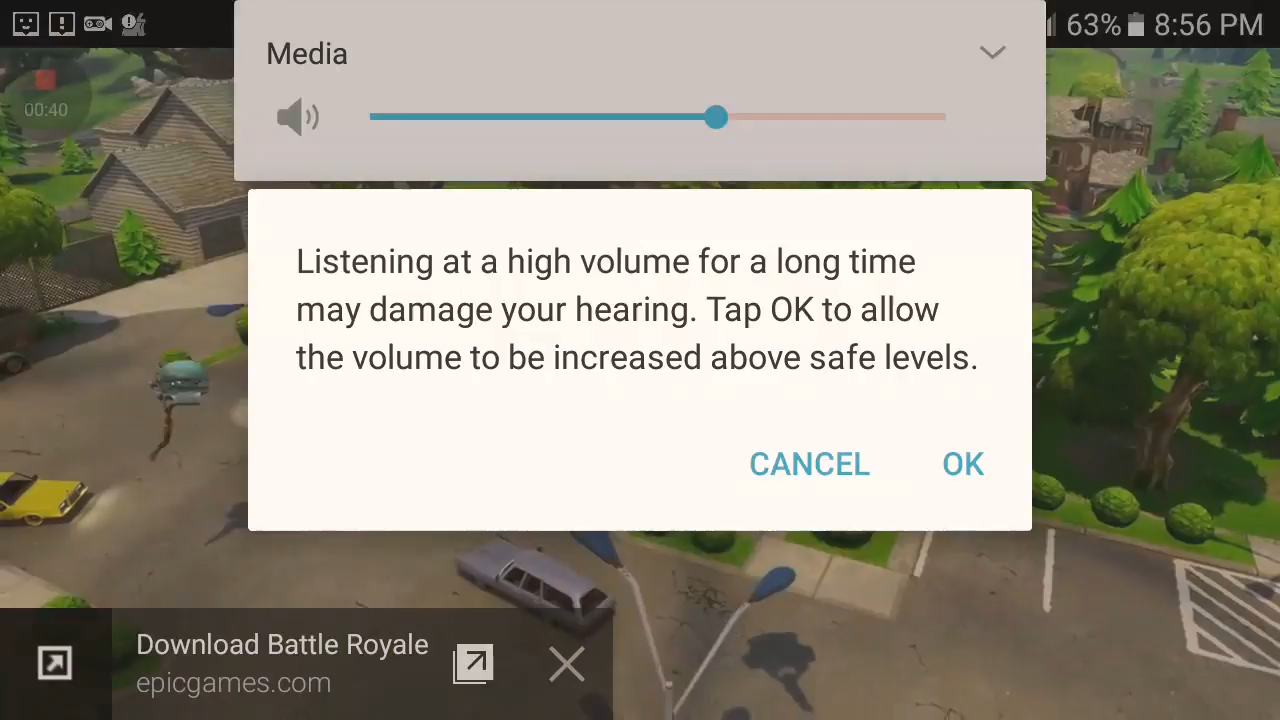 63% 8:56 PM
Media
00:40
Listening at a high volume for a long time
may damage your hearing. Tap OK to allow
the volume to be increased above safe levels.
CANCEL OK
Download Battle Royale
epicgames.com